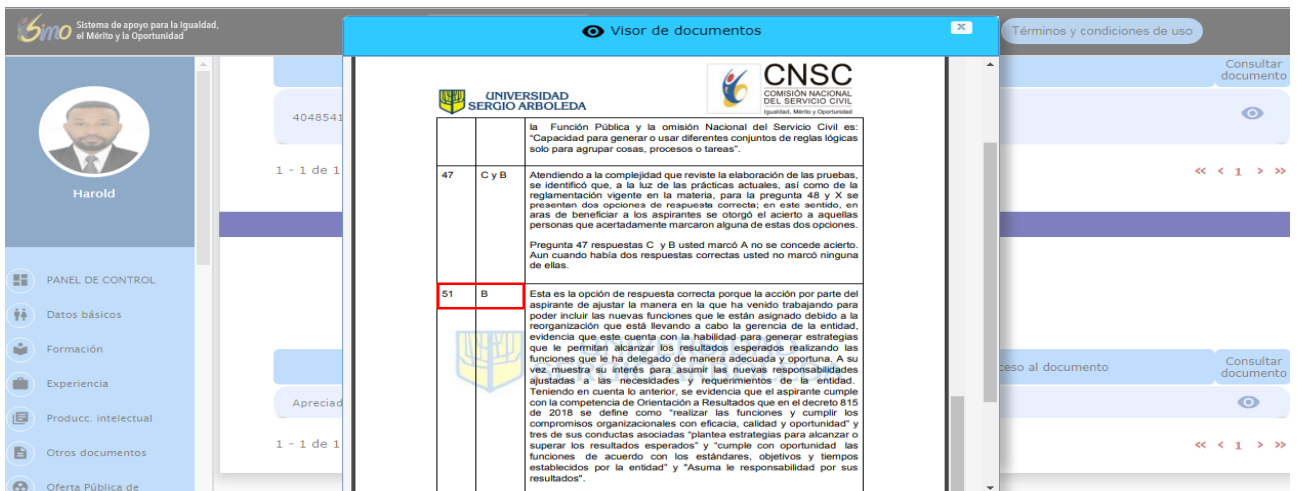 Simo Sistema de apoyo para la Igualdad,
el Mérito y la Oportunidad
Visor de documentos
x
Términos y condiciones de uso
Harold
PANEL DE CONTROL
Datos básicos
Formación
Experiencia
Producc. intelectual
Otros documentos
Oferta Pública de
4048541
1 - 1 de 1
Apreciad
1 - 1 de 1
UNIVERSIDAD
SERGIO ARBOLEDA
CNSC
COMISIÓN NACIONAL
DEL SERVICIO CIVIL
Igualdad, Mérito y Oportunidad
la Función Pública y la omisión Nacional del Servicio Civil es:
"Capacidad para generar o usar diferentes conjuntos de reglas lógicas
solo para agrupar cosas, procesos o tareas".
47 C y B Atendiendo a la complejidad que reviste la elaboración de las pruebas,
se identificó que, a la luz de las prácticas actuales, así como de la
reglamentación vigente en la materia, para la pregunta 48 y X se
presentan dos opciones de respuesta correcta; en este sentido, en
aras de beneficiar a los aspirantes se otorgó el acierto a aquellas
personas que acertadamente marcaron alguna de estas dos opciones.
Pregunta 47 respuestas C y B usted marcó A no se concede acierto.
Aun cuando había dos respuestas correctas usted no marcó ninguna
de ellas.
51 B Esta es la opción de respuesta correcta porque la acción por parte del
aspirante de ajustar la manera en la que ha venido trabajando para
poder incluir las nuevas funciones que le están asignado debido a la
reorganización que está llevando a cabo la gerencia de la entidad,
evidencia que este cuenta con la habilidad para generar estrategias
que le permitan alcanzar los resultados esperados realizando las
funciones que le ha delegado de manera adecuada y oportuna. A su
vez muestra su interés para asumir las nuevas responsabilidades
ajustadas a las necesidades y requerimientos de la entidad.
Teniendo en cuenta lo anterior, se evidencia que el aspirante cumple
con la competencia de Orientación a Resultados que en el decreto 815
de 2018 se define como "realizar las funciones y cumplir los
compromisos organizacionales con eficacia, calidad y oportunidad" y
tres de sus conductas asociadas "plantea estrategias para alcanzar o
superar los resultados esperados" y "cumple con oportunidad las
funciones de acuerdo con los estándares, objetivos y tiempos
establecidos por la entidad" y "Asuma le responsabilidad por sus
resultados".
Consultar
documento
« < 1 > »
ceso al documento
Consultar
documento
« < 1 > »